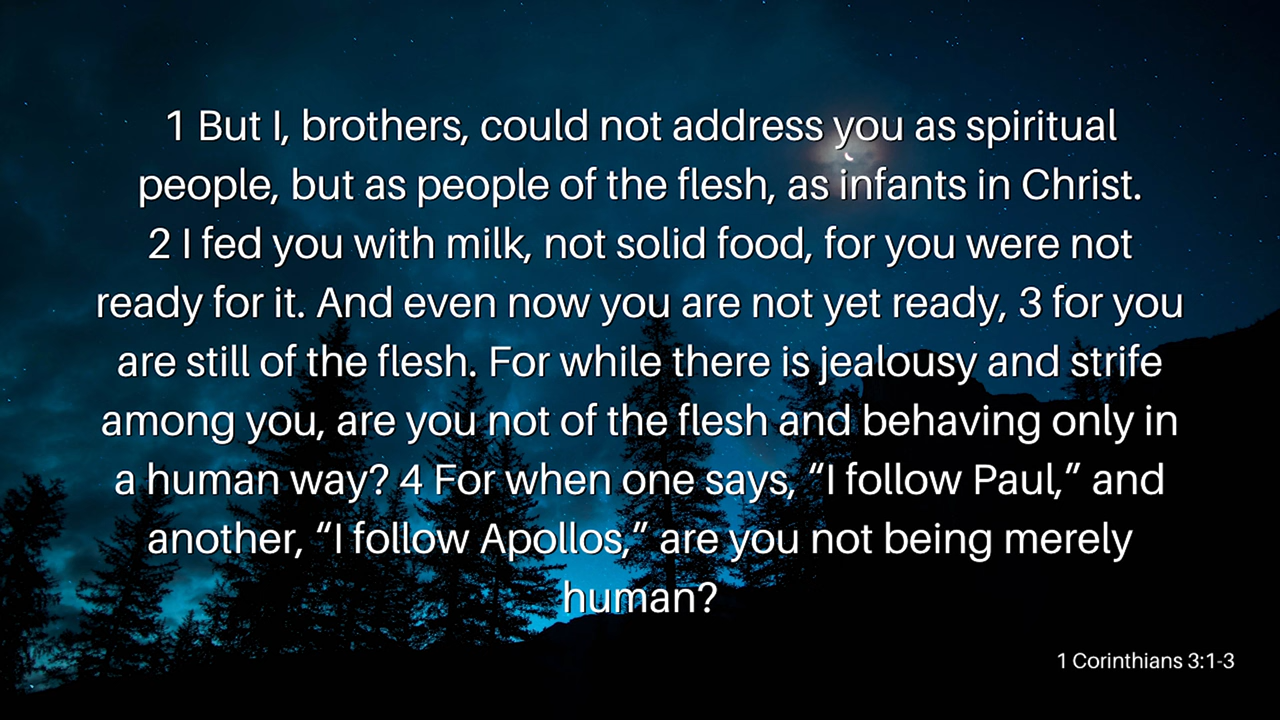 1 But I, brothers, could not address you as spiritual
people, but as people of the flesh, as infants in Christ.
2 I fed you with milk, not solid food, for you were not
ready for it. And even now you are not yet ready, 3 for you
are still of the flesh. For while there is jealousy and strife
among you, are you not of the flesh and behaving only in
a human way? 4 For when one says, “I follow Paul,” and
another, “I follow Apollos,” are you not being merely
human?
1 Corinthians 3:1-3